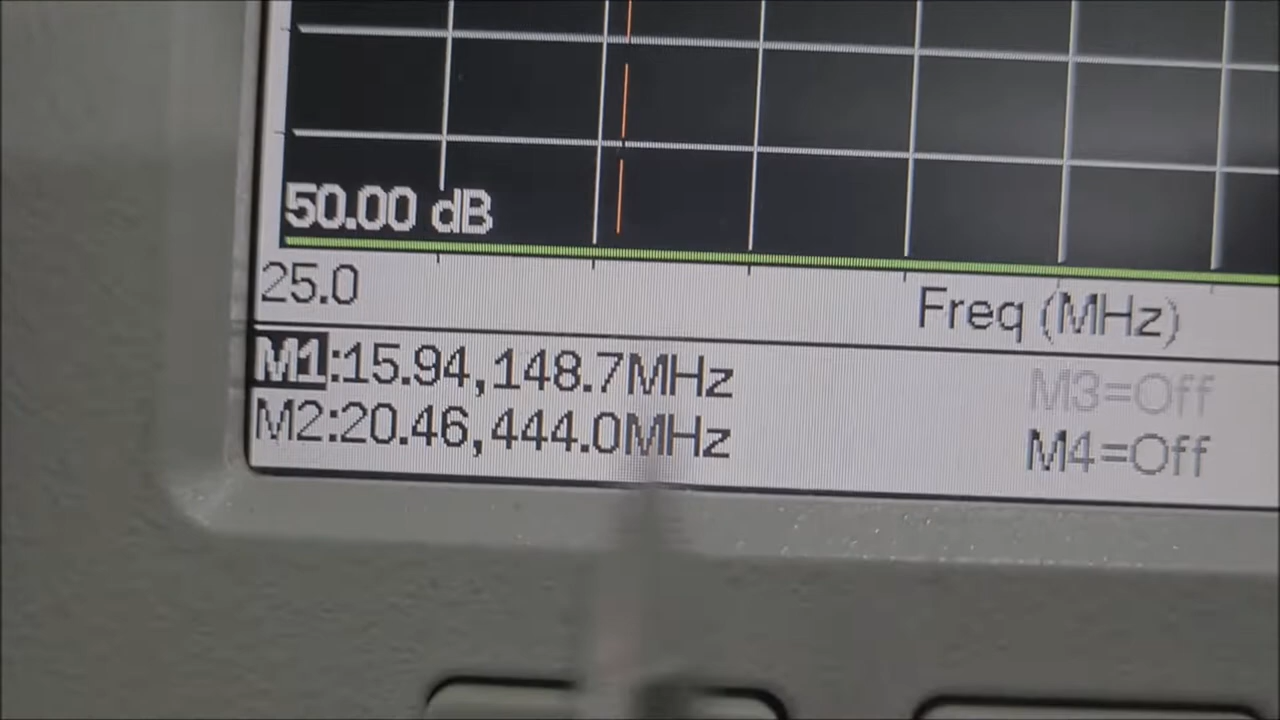 50.00 dB
25.0
Freq (MHz)
M1:15.94,148.7MHz
M3=Off
M2:20.46,444.0MHz
M4=Off